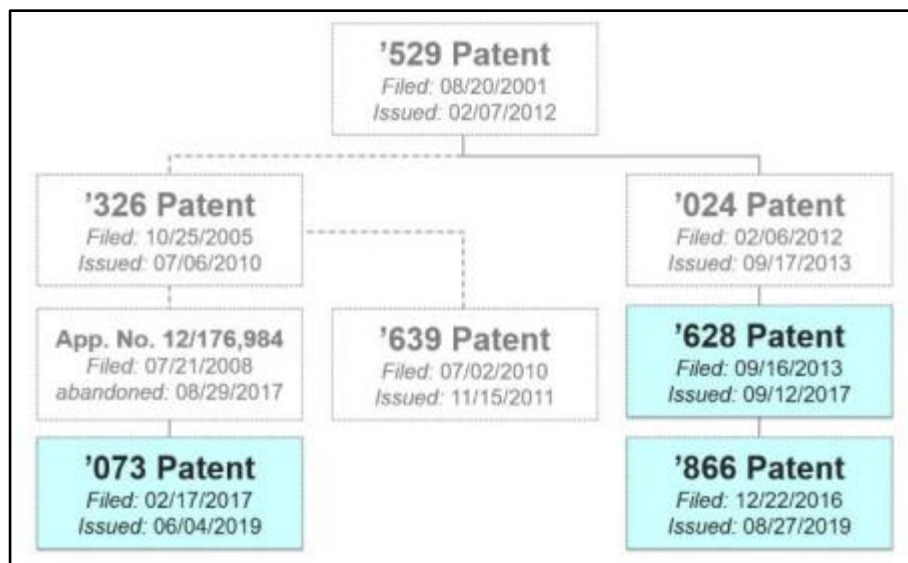 ’529 Patent
Filed: 08/20/2001
Issued: 02/07/2012
’326 Patent
Filed: 10/25/2005
Issued: 07/06/2010
’024 Patent
Filed: 02/06/2012
Issued: 09/17/2013
App. No. 12/176,984
Filed: 07/21/2008
abandoned: 08/29/2017
’639 Patent
Filed: 07/02/2010
Issued: 11/15/2011
’628 Patent
Filed: 09/16/2013
Issued: 09/12/2017
’073 Patent
Filed: 02/17/2017
Issued: 06/04/2019
’866 Patent
Filed: 12/22/2016
Issued: 08/27/2019